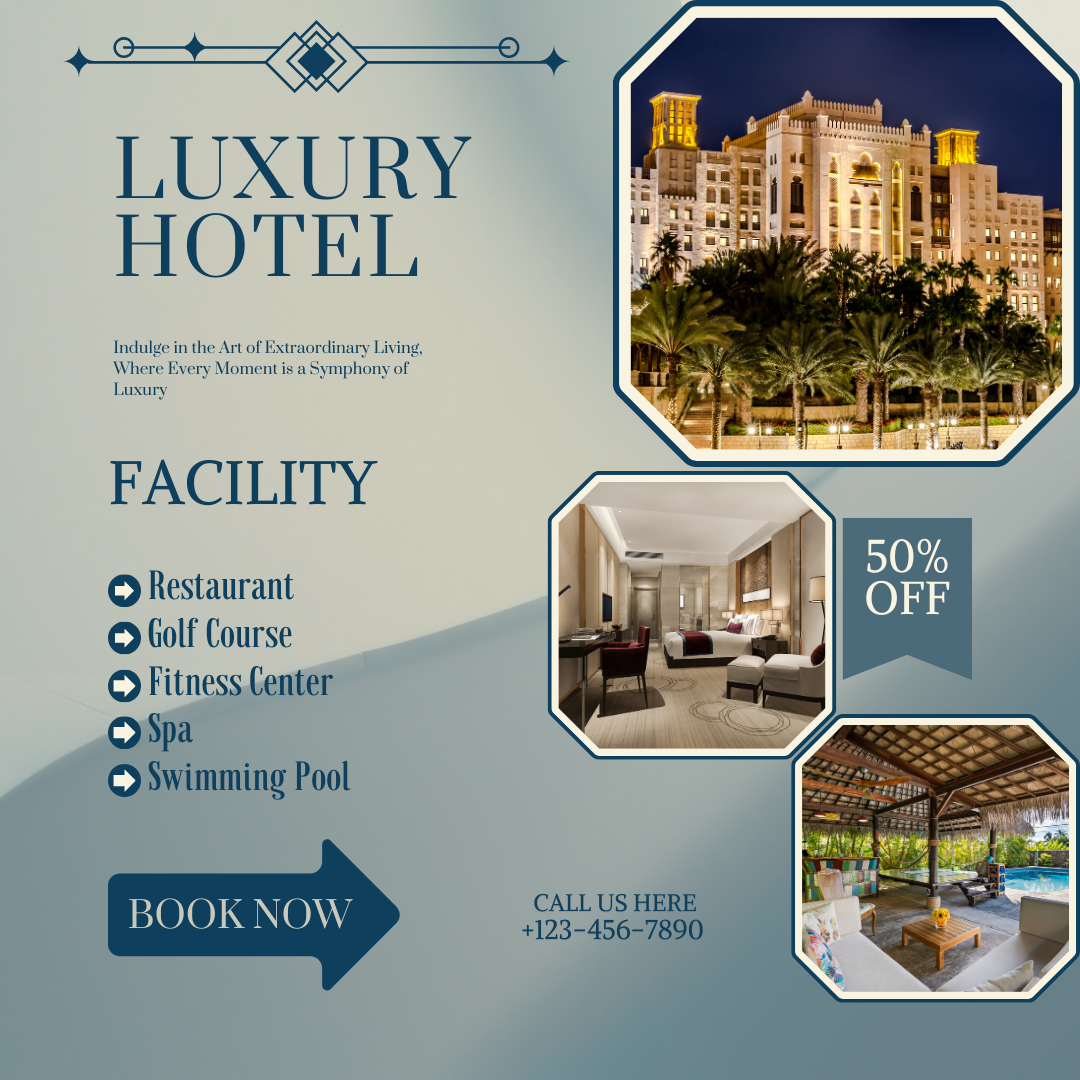 LUXURY
HOTEL
Indulge in the Art of Extraordinary Living,
Where Every Moment is a Symphony of
Luxury
FACILITY
Restaurant
Golf Course
Fitness Center
Spa
Swimming Pool
50%
OFF
BOOK NOW
CALL US HERE
+123-456-7890